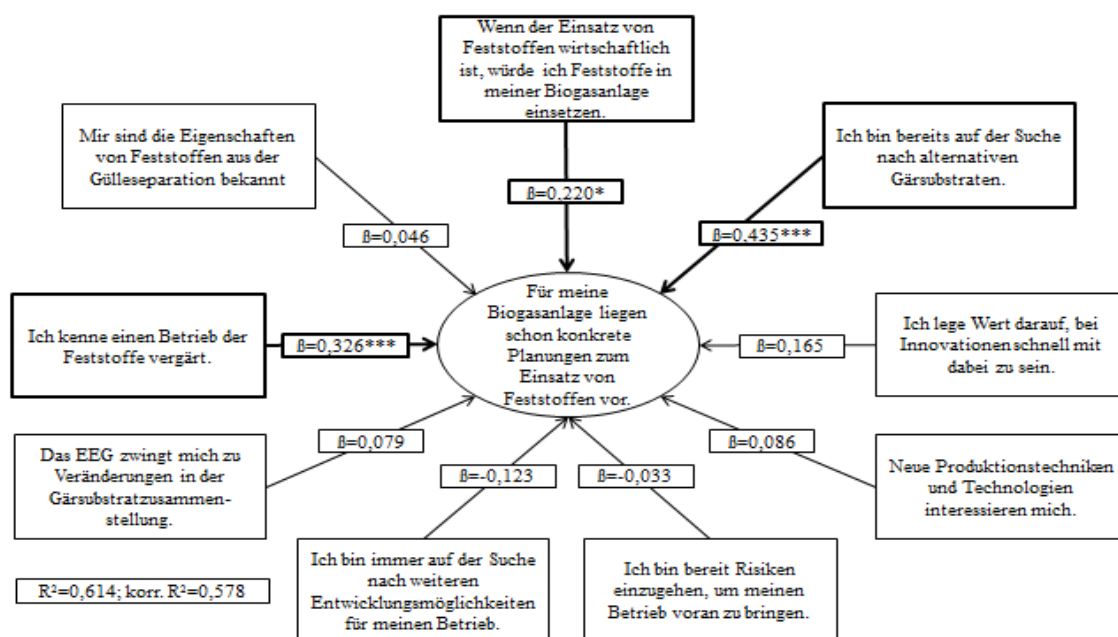 Wenn der Einsatz von
Feststoffen wirtschaftlich
ist, würde ich Feststoffe in
meiner Biogasanlage
einsetzen.
Mir sind die Eigenschaften
von Feststoffen aus der
Gülleseparation bekannt
Ich bin bereits auf der Suche
nach alternativen
Gärsubstraten.
ß=0,220*
ß=0,046
ß=0,435***
Ich kenne einen Betrieb der
Feststoffe vergärt.
ß=0,326***
Für meine
Biogasanlage liegen
schon konkrete
Planungen zum
Einsatz von
Feststoffen vor.
ß=0,165
Ich lege Wert darauf, bei
Innovationen schnell mit
dabei zu sein.
Das EEG zwingt mich zu
Veränderungen in der
Gärsubstratzusammen-
stellung.
ß=0,079
ß=-0,123
ß=-0,033
ß=0,086
Neue Produktionstechniken
und Technologien
interessieren mich.
Ich bin immer auf der Suche
nach weiteren
Entwicklungsmöglichkeiten
für meinen Betrieb.
Ich bin bereit Risiken
einzugehen, um meinen
Betrieb voran zu bringen.
R²=0,614; korr. R²=0,578